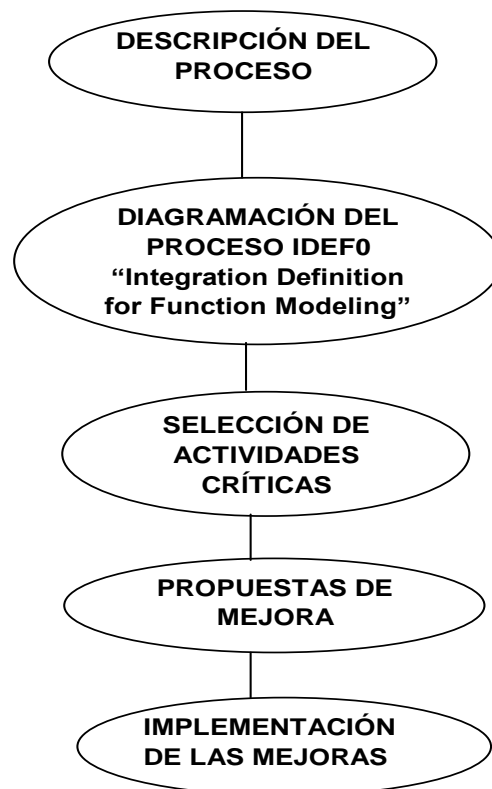 DESCRIPCIÓN DEL
PROCESO
DIAGRAMACIÓN DEL
PROCESO IDEF0
“Integration Definition
for Function Modeling”
SELECCIÓN DE
ACTIVIDADES
CRÍTICAS
PROPUESTAS DE
MEJORA
IMPLEMENTACIÓN
DE LAS MEJORAS